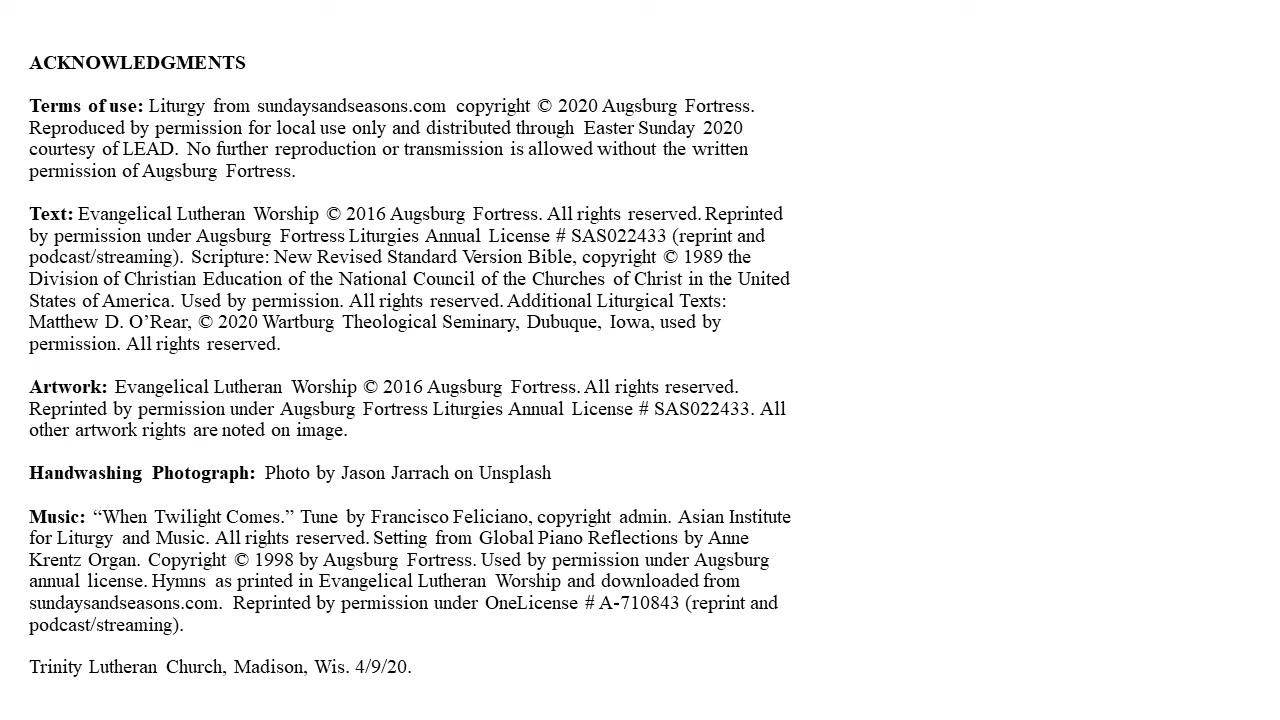 ACKNOWLEDGMENTS
Terms of use: Liturgy from sundaysandseasons.com copyright © 2020 Augsburg Fortress.
Reproduced by permission for local use only and distributed through Easter Sunday 2020
courtesy of LEAD. No further reproduction or transmission is allowed without the written
permission of Augsburg Fortress.
Text: Evangelical Lutheran Worship © 2016 Augsburg Fortress. All rights reserved. Reprinted
by permission under Augsburg Fortress Liturgies Annual License # SAS022433 (reprint and
podcast/streaming). Scripture: New Revised Standard Version Bible, copyright © 1989 the
Division of Christian Education of the National Council of the Churches of Christ in the United
States of America. Used by permission. All rights reserved. Additional Liturgical Texts:
Matthew D. O’Rear, © 2020 Wartburg Theological Seminary, Dubuque, Iowa, used by
permission. All rights reserved.
Artwork: Evangelical Lutheran Worship © 2016 Augsburg Fortress. All rights reserved.
Reprinted by permission under Augsburg Fortress Liturgies Annual License # SAS022433. All
other artwork rights are noted on image.
Handwashing Photograph: Photo by Jason Jarrach on Unsplash
Music: “When Twilight Comes.” Tune by Francisco Feliciano, copyright admin. Asian Institute
for Liturgy and Music. All rights reserved. Setting from Global Piano Reflections by Anne
Krentz Organ. Copyright © 1998 by Augsburg Fortress. Used by permission under Augsburg
annual license. Hymns as printed in Evangelical Lutheran Worship and downloaded from
sundaysandseasons.com. Reprinted by permission under OneLicense # A-710843 (reprint and
podcast/streaming).
Trinity Lutheran Church, Madison, Wis. 4/9/20.